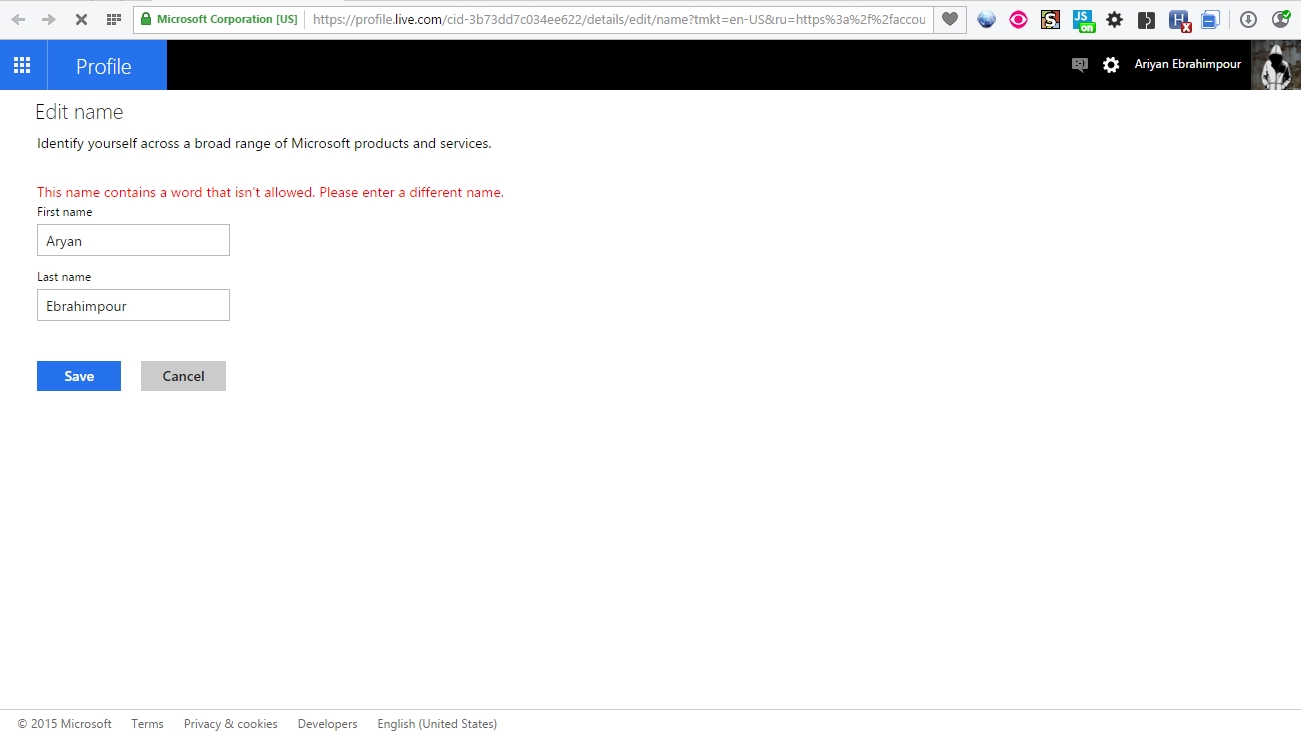 Microsoft Corporation [US] https://profile.live.com/cid-3b73dd7c034ee622/details/edit/name?tmkt=en-US&ru=https%3a%2f%2faccou
JS
on
S
H
x
Profile
Ariyan Ebrahimpour
Edit name
Identify yourself across a broad range of Microsoft products and services.
This name contains a word that isn't allowed. Please enter a different name.
First name
Aryan
Last name
Ebrahimpour
Save Cancel
© 2015 Microsoft Terms Privacy & cookies Developers English (United States)